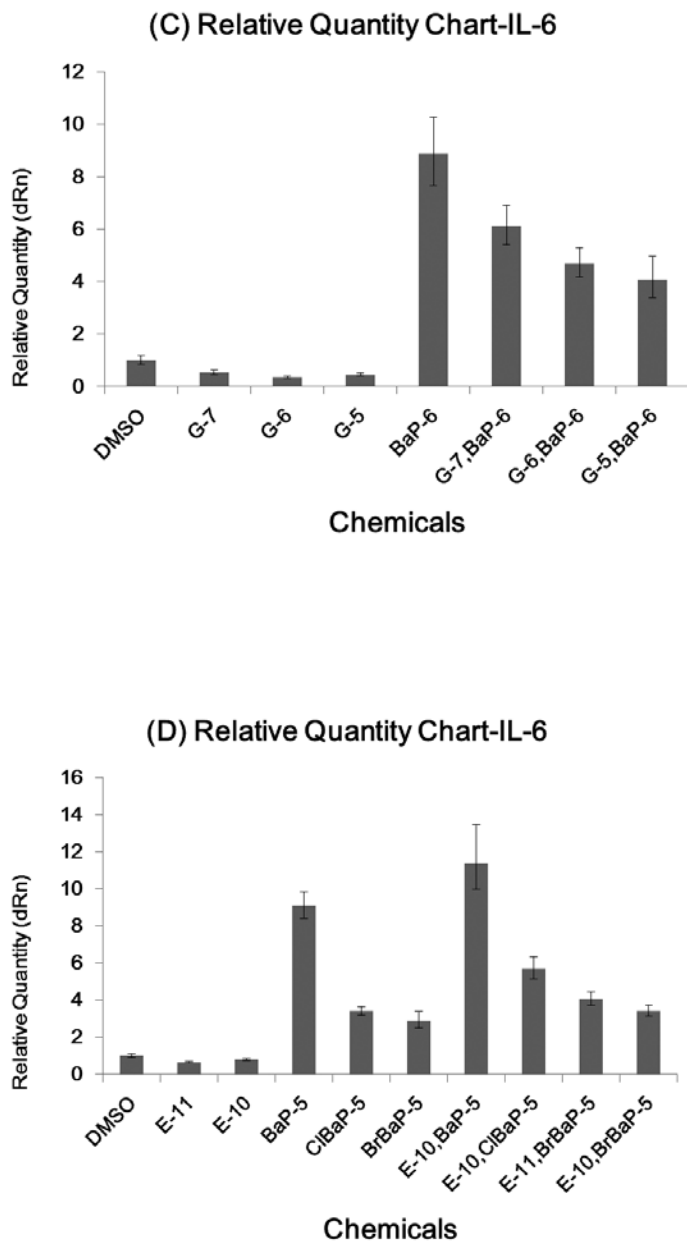 (C) Relative Quantity Chart-IL-6
Relative Quantity (dRn)
12
10
8
6
4
2
0
DMSO
G-7
G-6
G-5
BaP-6
G-7,BaP-6
G-6,BaP-6
G-5,BaP-6
Chemicals
(D) Relative Quantity Chart-IL-6
Relative Quantity (dRn)
16
14
12
10
8
6
4
2
0
DMSO
E-11
E-10
BaP-5
ClBaP-5
BrBaP-5
E-10,BaP-5
E-10,ClBaP-5
E-11,BrBaP-5
E-10,BrBaP-5
Chemicals